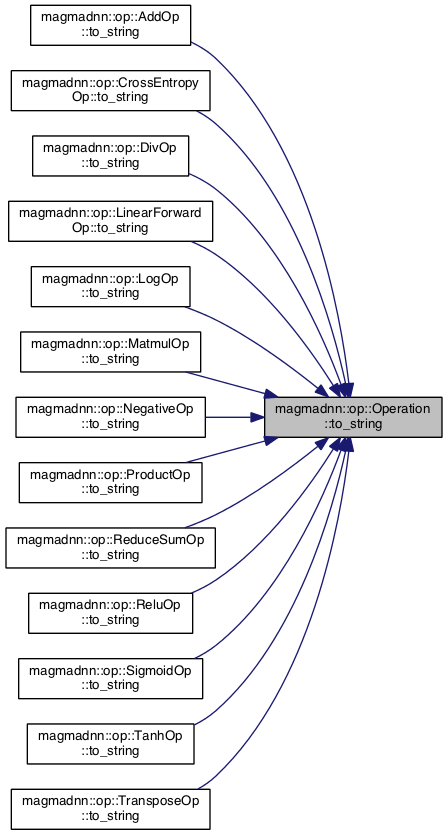 magmadnn::op::AddOp
::to_string
magmadnn::op::CrossEntropy
Op::to_string
magmadnn::op::DivOp
::to_string
magmadnn::op::LinearForward
Op::to_string
magmadnn::op::LogOp
::to_string
magmadnn::op::MatmulOp
::to_string
magmadnn::op::NegativeOp
::to_string
magmadnn::op::Operation
::to_string
magmadnn::op::ProductOp
::to_string
magmadnn::op::ReduceSumOp
::to_string
magmadnn::op::ReluOp
::to_string
magmadnn::op::SigmoidOp
::to_string
magmadnn::op::TanhOp
::to_string
magmadnn::op::TransposeOp
::to_string